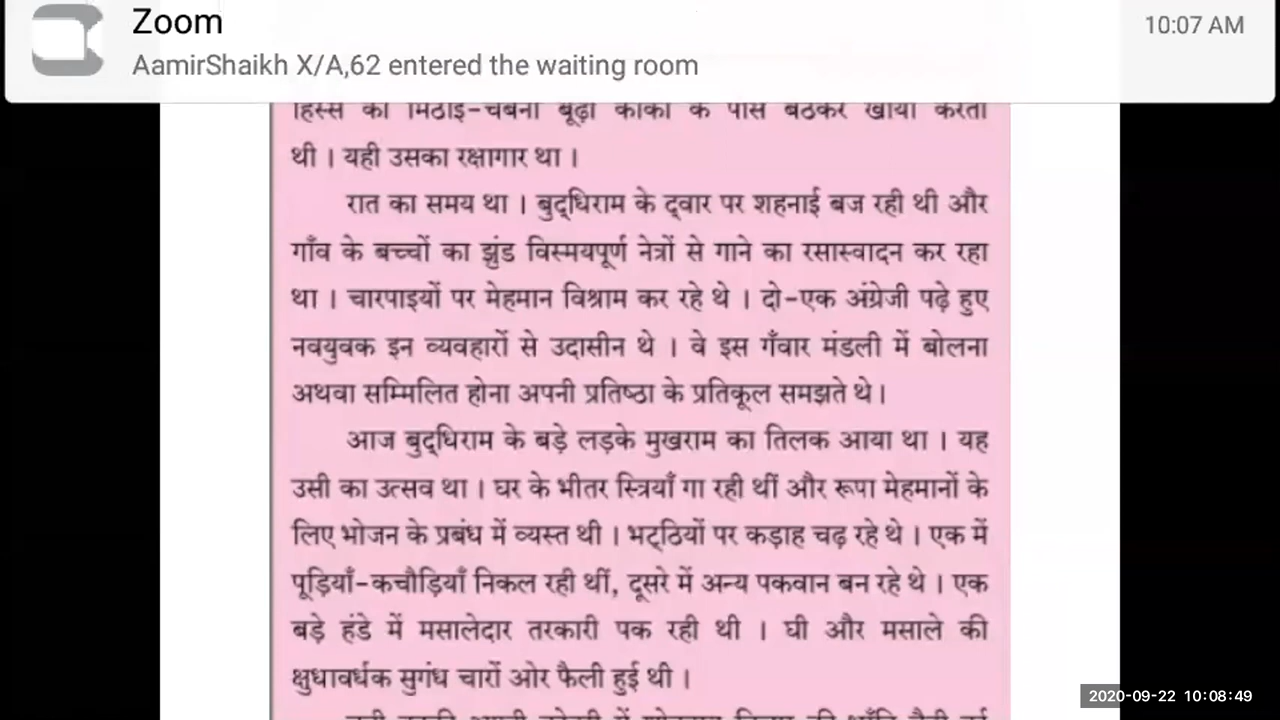 Zoom
10:07 AM
AamirShaikh X/A,62 entered the waiting room
हिस्से की मिठाई-चबैना बूढ़ी काकी के पास बैठकर खाया करती
थी । यही उसका रक्षागार था ।
रात का समय था । बुद्धिराम के द्वार पर शहनाई बज रही थी और
गाँव के बच्चों का झुंड विस्मयपूर्ण नेत्रों से गाने का रसास्वादन कर रहा
था । चारपाइयों पर मेहमान विश्राम कर रहे थे । दो-एक अंग्रेजी पढ़े हुए
नवयुवक इन व्यवहारों से उदासीन थे । वे इस गँवार मंडली में बोलना
अथवा सम्मिलित होना अपनी प्रतिष्ठा के प्रतिकूल समझते थे ।
आज बुद्धिराम के बड़े लड़के मुखराम का तिलक आया था । यह
उसी का उत्सव था । घर के भीतर स्त्रियाँ गा रही थीं और रूपा मेहमानों के
लिए भोजन के प्रबंध में व्यस्त थी । भट्ठियों पर कड़ाह चढ़ रहे थे । एक में
पूड़ियाँ-कचौड़ियाँ निकल रही थीं, दूसरे में अन्य पकवान बन रहे थे । एक
बड़े हंडे में मसालेदार तरकारी पक रही थी । घी और मसाले की
क्षुधावर्धक सुगंध चारों ओर फैली हुई थी ।
2020-09-22 10:08:49